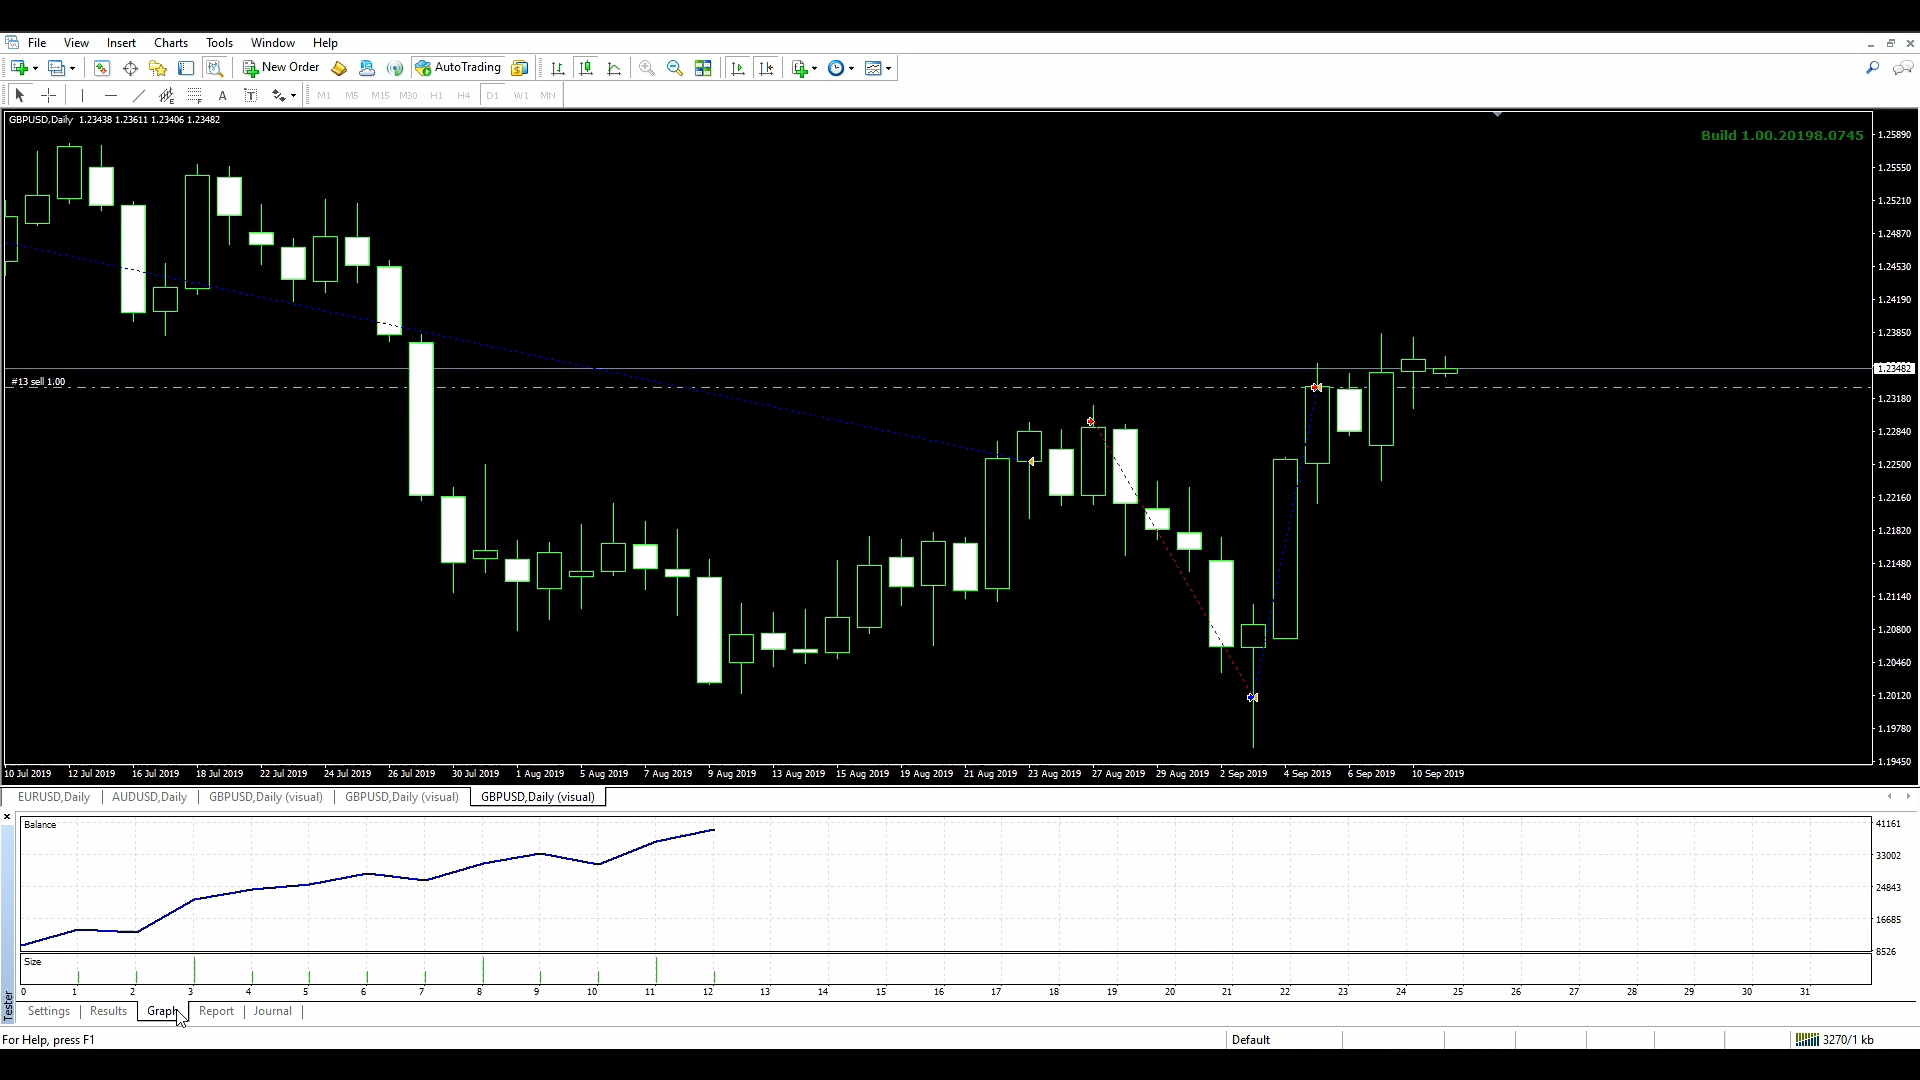 File View Insert Charts Tools Window Help
New Order AutoTrading
A T M1 M5 M15 M30 H1 H4 D1 W1 MN
GBPUSD,Daily 1.23438 1.23611 1.23406 1.23482
Build 1.00.20198.0745
1.25890
1.25550
1.25210
1.24870
1.24530
1.24190
1.23850
1.23482
#13 sell 1.00
1.23180
1.22840
1.22500
1.22160
1.21820
1.21480
1.21140
1.20800
1.20460
1.20120
1.19780
1.19450
10 Jul 2019 12 Jul 2019 16 Jul 2019 18 Jul 2019 22 Jul 2019 24 Jul 2019 26 Jul 2019 30 Jul 2019 1 Aug 2019 5 Aug 2019 7 Aug 2019 9 Aug 2019 13 Aug 2019 15 Aug 2019 19 Aug 2019 21 Aug 2019 23 Aug 2019 27 Aug 2019 29 Aug 2019 2 Sep 2019 4 Sep 2019 6 Sep 2019 10 Sep 2019
EURUSD,Daily AUDUSD,Daily GBPUSD,Daily (visual) GBPUSD,Daily (visual) GBPUSD,Daily (visual)
Balance
41161
33002
24843
16685
8526
Size
0 1 2 3 4 5 6 7 8 9 10 11 12 13 14 15 16 17 18 19 20 21 22 23 24 25 26 27 28 29 30 31
Tester
Settings Results Graph Report Journal
For Help, press F1 Default 3270/1 kb